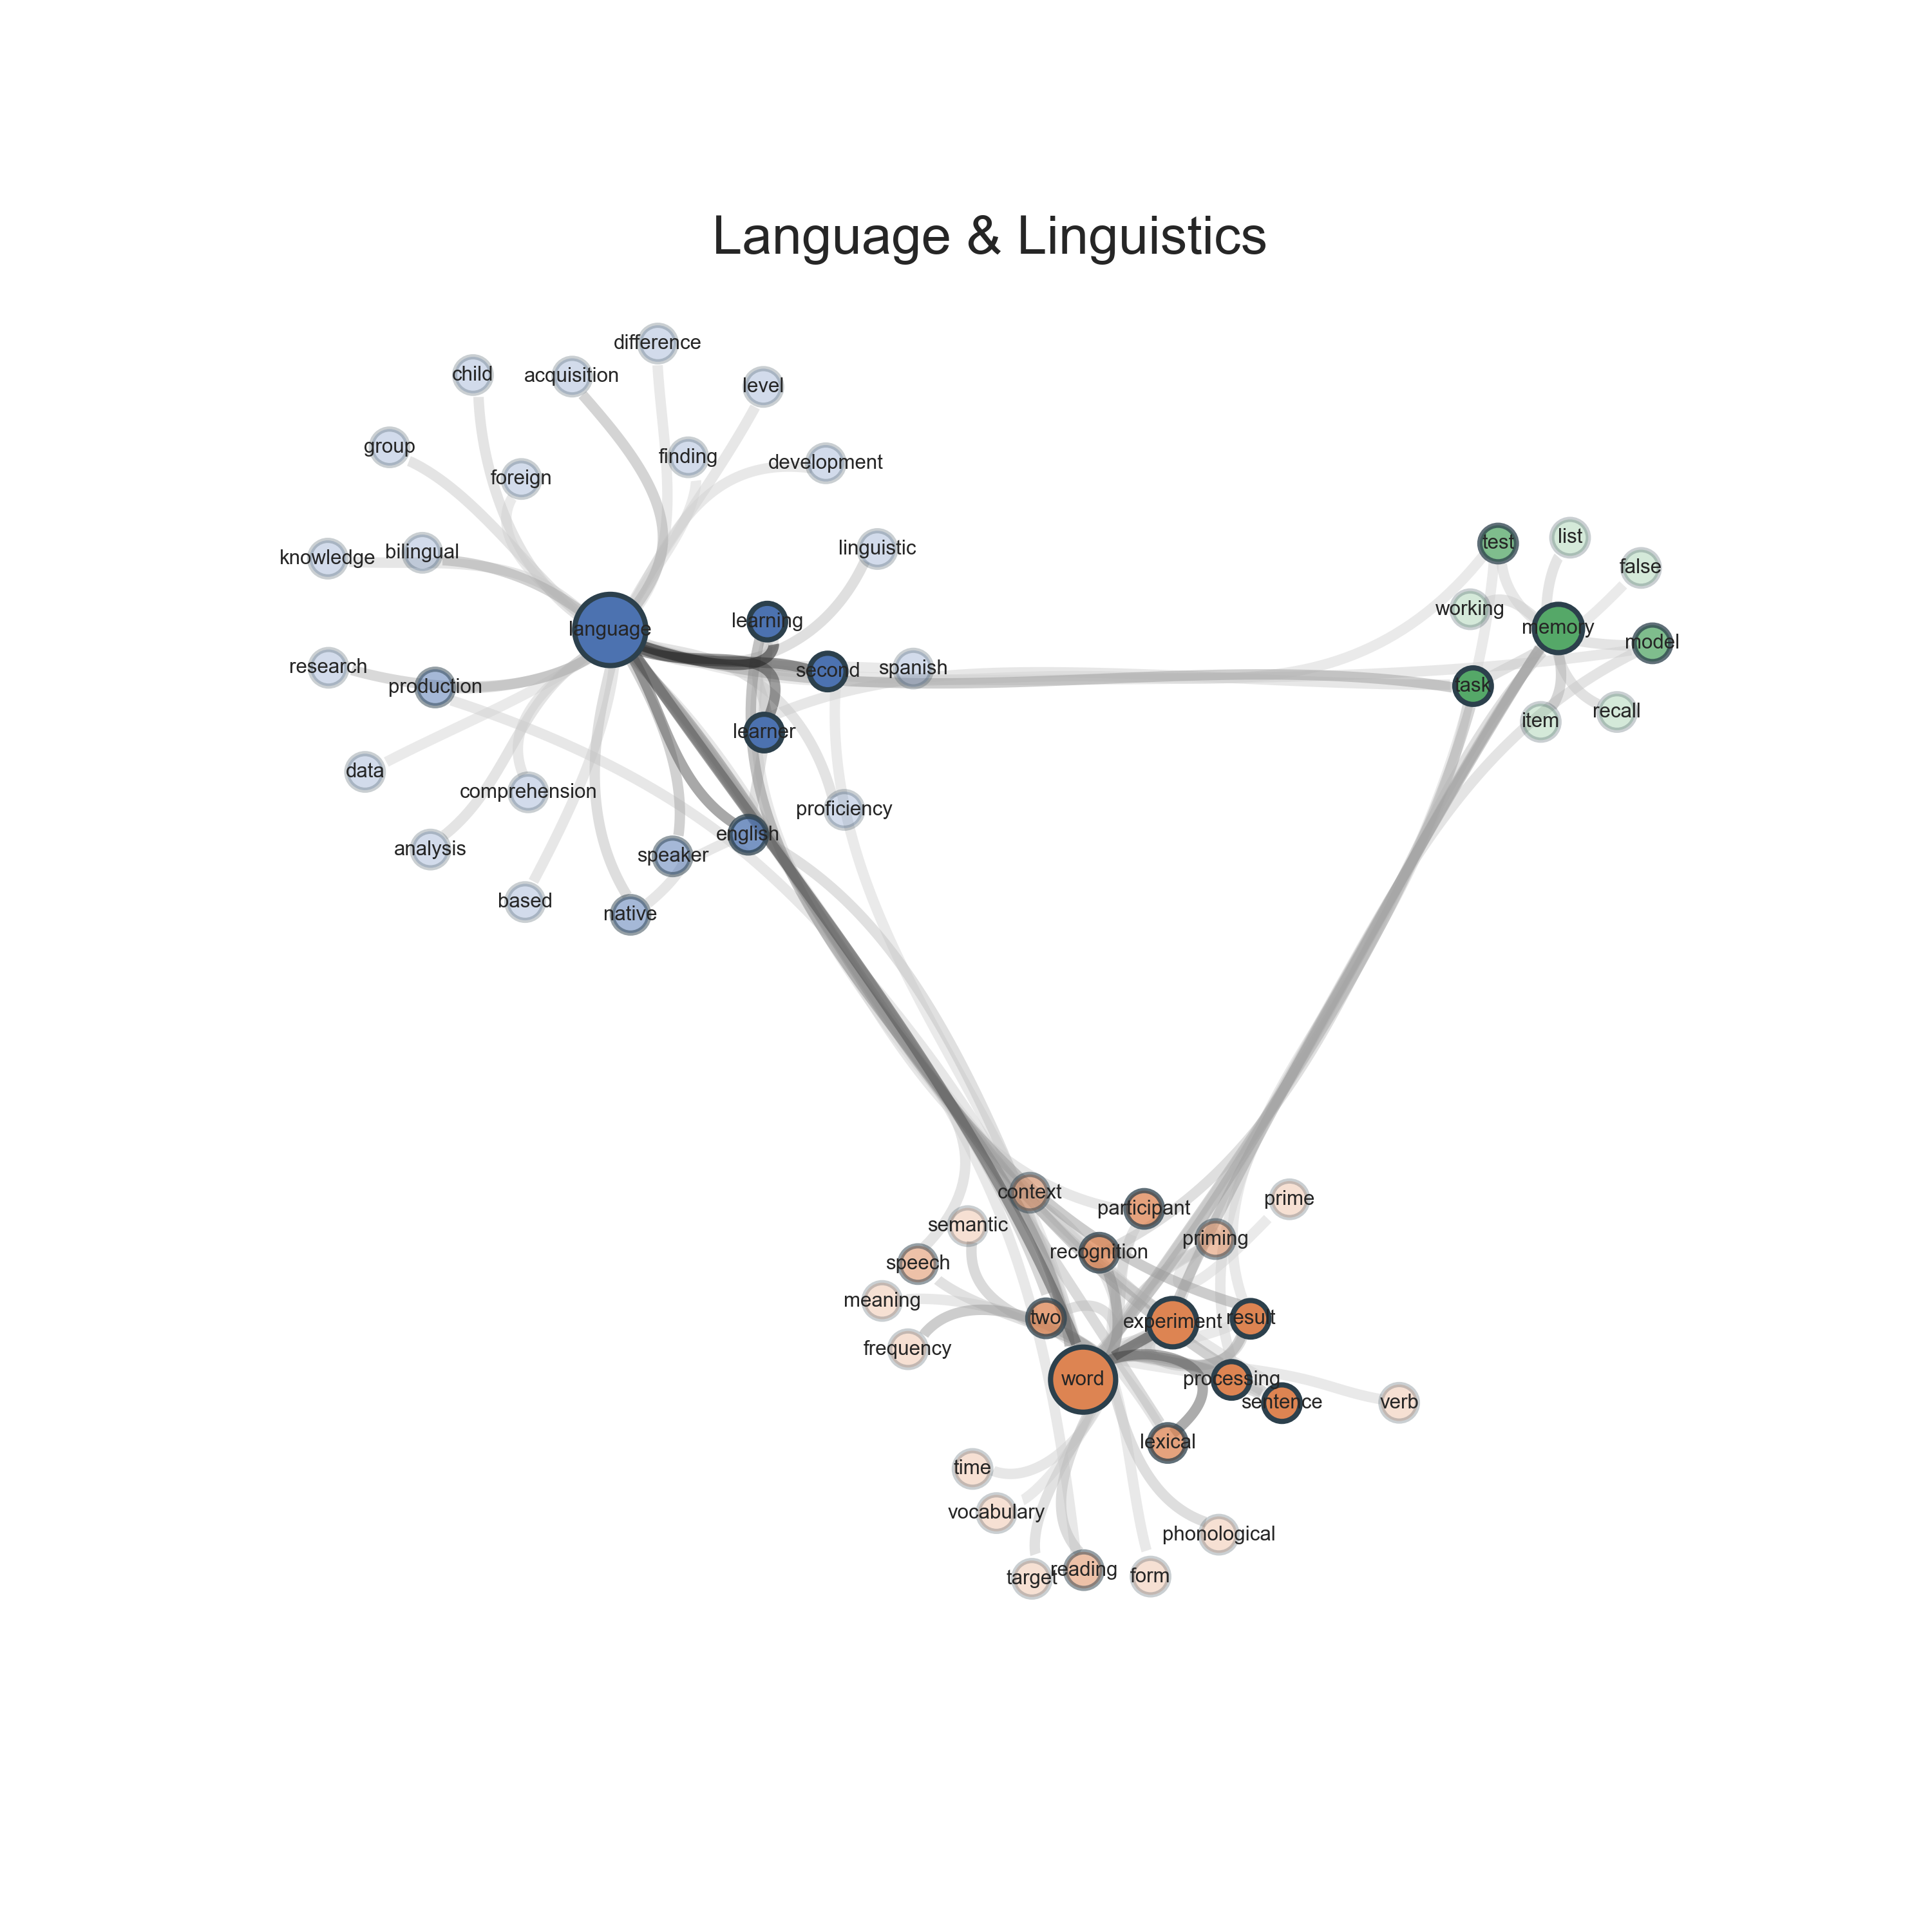 Language & Linguistics
difference
child
acquisition
level
group
finding
development
foreign
knowledge
bilingual
linguistic
language
learning
research
production
second
spanish
learner
data
comprehension
proficiency
english
analysis
speaker
based
native
test
list
false
working
memory
model
task
item
recall
context
participant
prime
semantic
recognition
priming
speech
meaning
two
experiment
result
frequency
word
processing
sentence
verb
lexical
time
vocabulary
phonological
target
reading
form